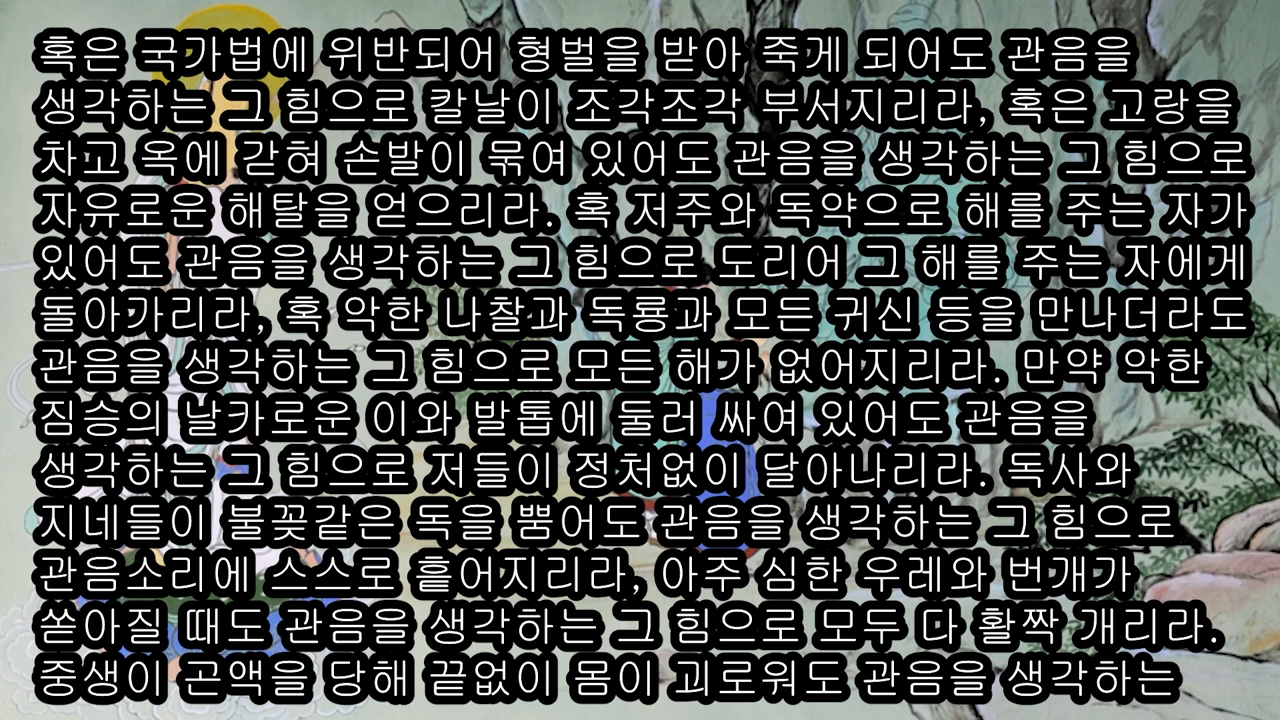 혹은 국가법에 위반되어 형벌을 받아 죽게 되어도 관음을
생각하는 그 힘으로 칼날이 조각조각 부서지리라, 혹은 고랑을
차고 옥에 갇혀 손발이 묶여 있어도 관음을 생각하는 그 힘으로
자유로운 해탈을 얻으리라. 혹 저주와 독약으로 해를 주는 자가
있어도 관음을 생각하는 그 힘으로 도리어 그 해를 주는 자에게
돌아가리라, 혹 악한 나찰과 독룡과 모든 귀신 등을 만나더라도
관음을 생각하는 그 힘으로 모든 해가 없어지리라. 만약 악한
짐승의 날카로운 이와 발톱에 둘러 싸여 있어도 관음을
생각하는 그 힘으로 저들이 정처없이 달아나리라. 독사와
지네들이 불꽃같은 독을 뿜어도 관음을 생각하는 그 힘으로
관음소리에 스스로 흩어지리라, 아주 심한 우레와 번개가
쏟아질 때도 관음을 생각하는 그 힘으로 모두 다 활짝 개리라.
중생이 곤액을 당해 끝없이 몸이 괴로워도 관음을 생각하는